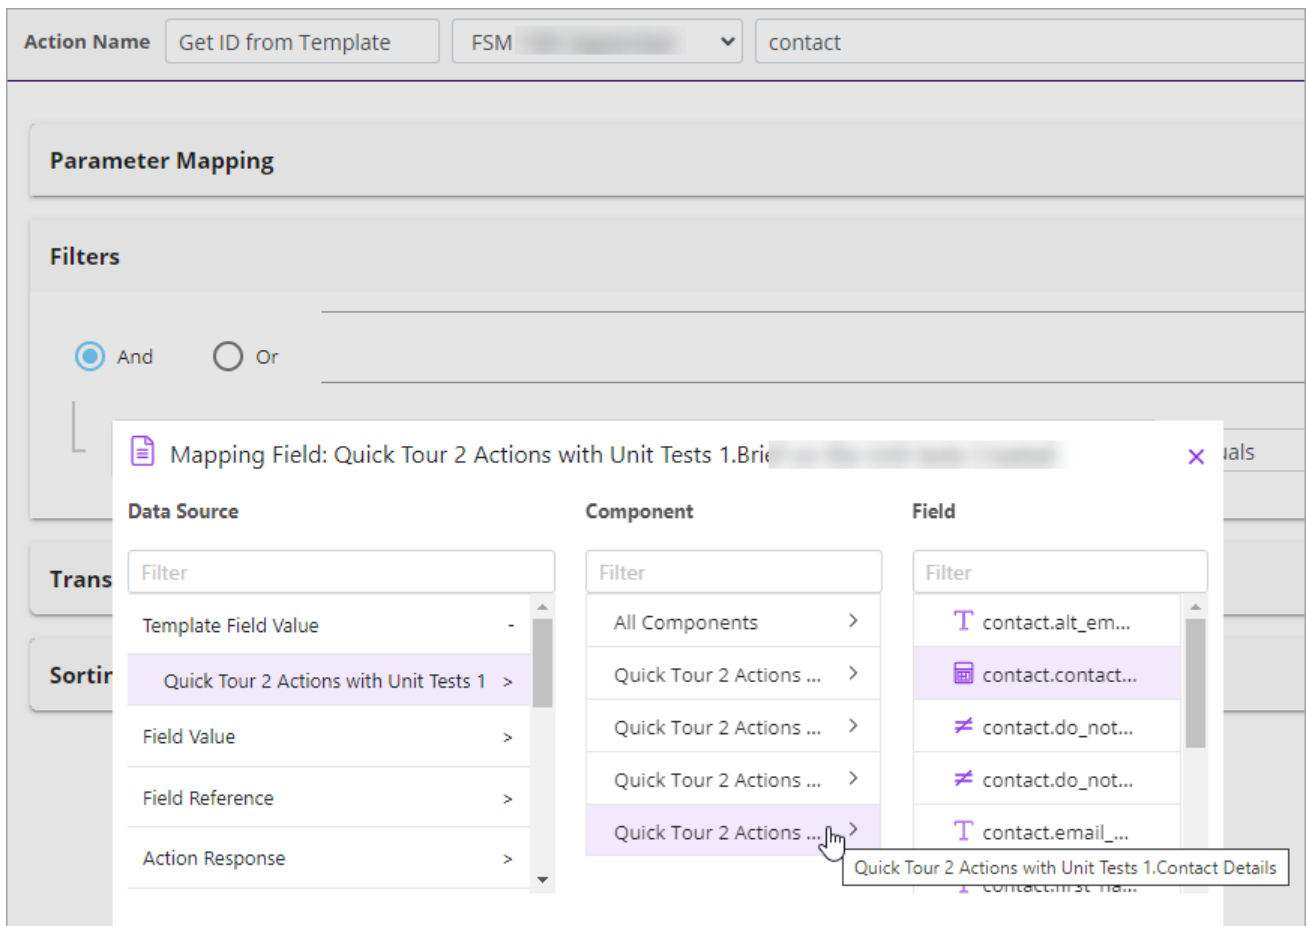 Action Name Get ID from Template FSM contact
Parameter Mapping
Filters
And Or
Mapping Field: Quick Tour 2 Actions with Unit Tests 1.Brie
Data Source Component Field
Filter Filter Filter
Template Field Value - All Components > contact.alt_em...
Quick Tour 2 Actions with Unit Tests 1 > Quick Tour 2 Actions ... > contact.contact...
Field Value > Quick Tour 2 Actions ... > contact.do_not...
Field Reference > Quick Tour 2 Actions ... > contact.do_not...
Action Response > Quick Tour 2 Actions ... > contact.email_...
Quick Tour 2 Actions with Unit Tests 1.Contact Details
contact.first_na...
uals
Trans
Sortin